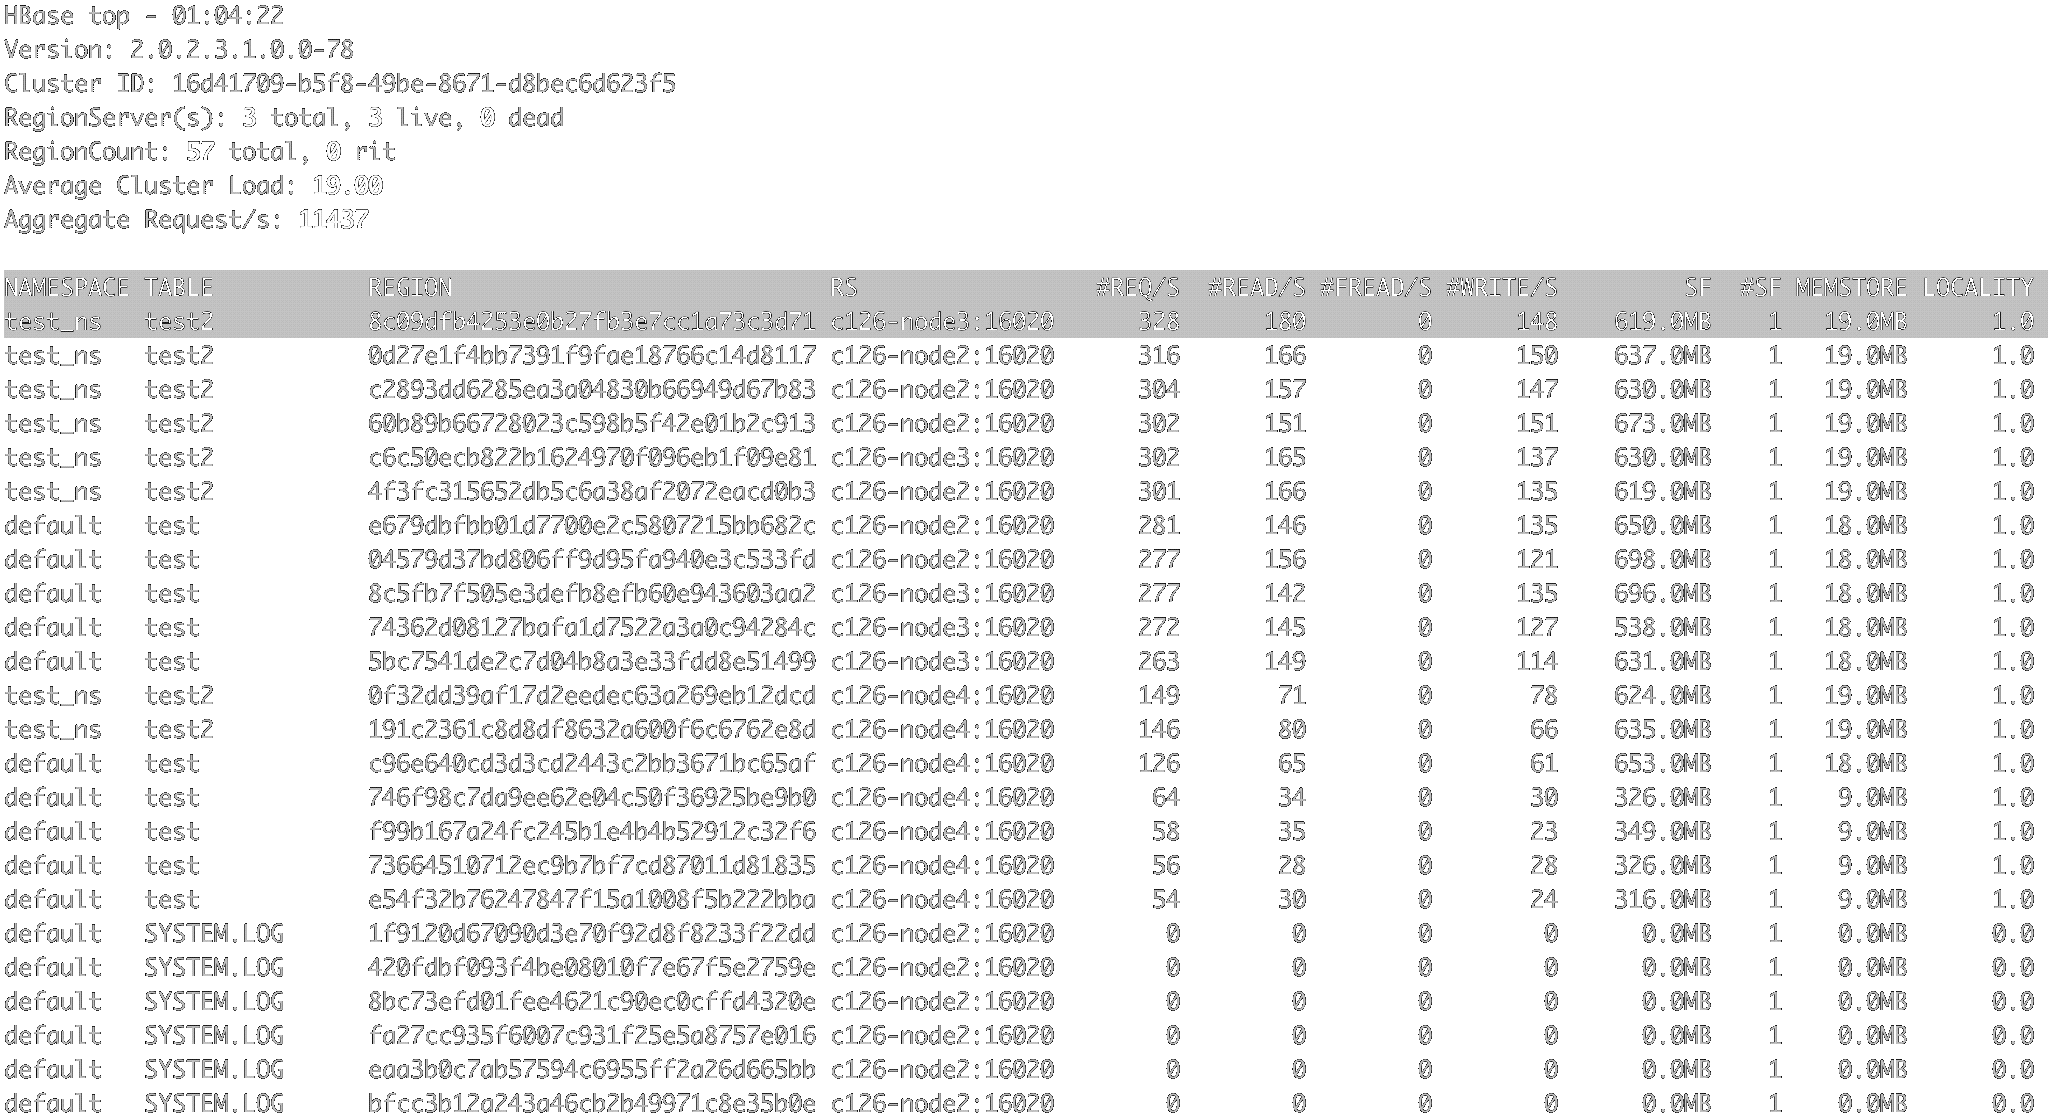 HBase top - 01:04:22
Version: 2.0.2.3.1.0.0-78
Cluster ID: 16d41709-b5f8-49be-8671-d8bec6d623f5
RegionServer(s): 3 total, 3 live, 0 dead
RegionCount: 57 total, 0 rit
Average Cluster Load: 19.00
Aggregate Request/s: 11437
NAMESPACE TABLE REGION RS #REQ/S #READ/S #FREAD/S #WRITE/S SF #SF MEMSTORE LOCALITY
test_ns test2 8c09dfb4253e0b27fb3e7cc1a73c3d71 c126-node3:16020 328 180 0 148 619.0MB 1 19.0MB 1.0
test_ns test2 0d27e1f4bb7391f9fae18766c14d8117 c126-node2:16020 316 166 0 150 637.0MB 1 19.0MB 1.0
test_ns test2 c2893dd6285ea3a04830b66949d67b83 c126-node2:16020 304 157 0 147 630.0MB 1 19.0MB 1.0
test_ns test2 60b89b66728023c598b5f42e01b2c913 c126-node2:16020 302 151 0 151 673.0MB 1 19.0MB 1.0
test_ns test2 c6c50ecb822b1624970f096eb1f09e81 c126-node3:16020 302 165 0 137 630.0MB 1 19.0MB 1.0
test_ns test2 4f3fc315652db5c6a38af2072eacd0b3 c126-node2:16020 301 166 0 135 619.0MB 1 19.0MB 1.0
default test e679dbfbb01d7700e2c5807215bb682c c126-node2:16020 281 146 0 135 650.0MB 1 18.0MB 1.0
default test 04579d37bd806ff9d95fa940e3c533fd c126-node2:16020 277 156 0 121 698.0MB 1 18.0MB 1.0
default test 8c5fb7f505e3defb8efb60e943603aa2 c126-node3:16020 277 142 0 135 696.0MB 1 18.0MB 1.0
default test 74362d08127bafa1d7522a3a0c94284c c126-node3:16020 272 145 0 127 538.0MB 1 18.0MB 1.0
default test 5bc7541de2c7d04b8a3e33fdd8e51499 c126-node3:16020 263 149 0 114 631.0MB 1 18.0MB 1.0
test_ns test2 0f32dd39af17d2eedec63a269eb12dcd c126-node4:16020 149 71 0 78 624.0MB 1 19.0MB 1.0
test_ns test2 191c2361c8d8df8632a600f6c6762e8d c126-node4:16020 146 80 0 66 635.0MB 1 19.0MB 1.0
default test c96e640cd3d3cd2443c2bb3671bc65af c126-node4:16020 126 65 0 61 653.0MB 1 18.0MB 1.0
default test 746f98c7da9ee62e04c50f36925be9b0 c126-node4:16020 64 34 0 30 326.0MB 1 9.0MB 1.0
default test f99b167a24fc245b1e4b4b52912c32f6 c126-node4:16020 58 35 0 23 349.0MB 1 9.0MB 1.0
default test 73664510712ec9b7bf7cd87011d81835 c126-node4:16020 56 28 0 28 326.0MB 1 9.0MB 1.0
default test e54f32b76247847f15a1008f5b222bba c126-node4:16020 54 30 0 24 316.0MB 1 9.0MB 1.0
default SYSTEM.LOG 1f9120d67090d3e70f92d8f8233f22dd c126-node2:16020 0 0 0 0 0.0MB 1 0.0MB 0.0
default SYSTEM.LOG 420fdbf093f4be08010f7e67f5e2759e c126-node2:16020 0 0 0 0 0.0MB 1 0.0MB 0.0
default SYSTEM.LOG 8bc73efd01fee4621c90ec0cffd4320e c126-node2:16020 0 0 0 0 0.0MB 1 0.0MB 0.0
default SYSTEM.LOG fa27cc935f6007c931f25e5a8757e016 c126-node2:16020 0 0 0 0 0.0MB 1 0.0MB 0.0
default SYSTEM.LOG eaa3b0c7ab57594c6955ff2a26d665bb c126-node2:16020 0 0 0 0 0.0MB 1 0.0MB 0.0
default SYSTEM.LOG bfcc3b12a243a46cb2b49971c8e35b0e c126-node2:16020 0 0 0 0 0.0MB 1 0.0MB 0.0